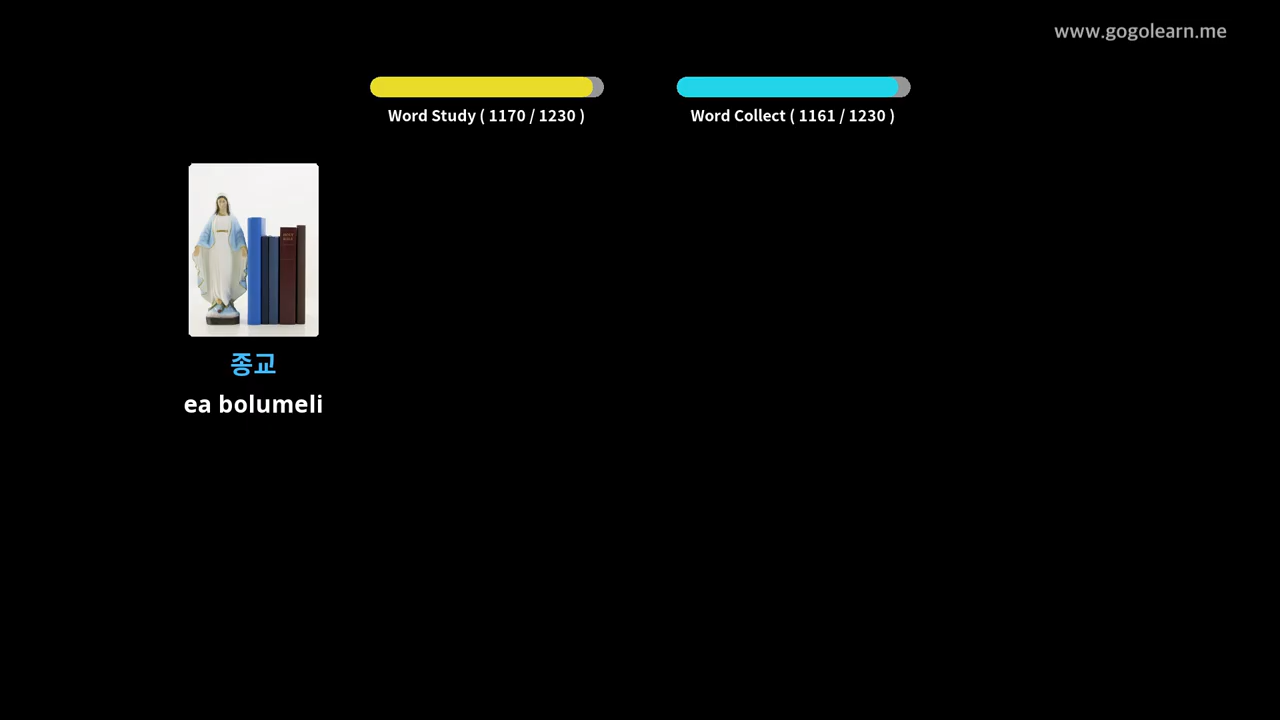 www.gogolearn.me
Word Study ( 1170 / 1230 )
Word Collect ( 1161 / 1230 )
종교
ea bolumeli